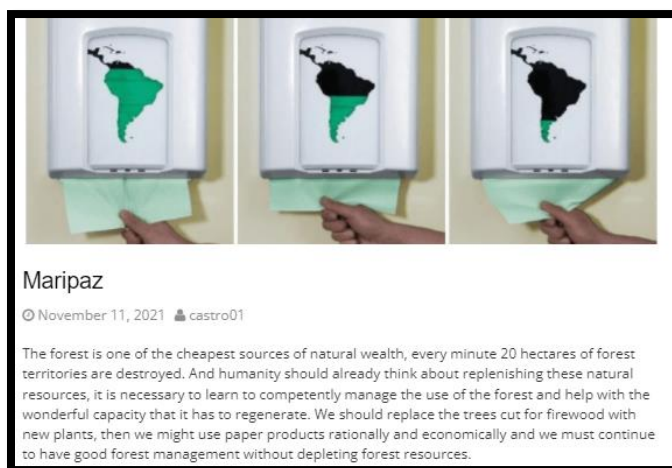 Maripaz
November 11, 2021 castro01
The forest is one of the cheapest sources of natural wealth, every minute 20 hectares of forest
territories are destroyed. And humanity should already think about replenishing these natural
resources, it is necessary to learn to competently manage the use of the forest and help with the
wonderful capacity that it has to regenerate. We should replace the trees cut for firewood with
new plants, then we might use paper products rationally and economically and we must continue
to have good forest management without depleting forest resources.